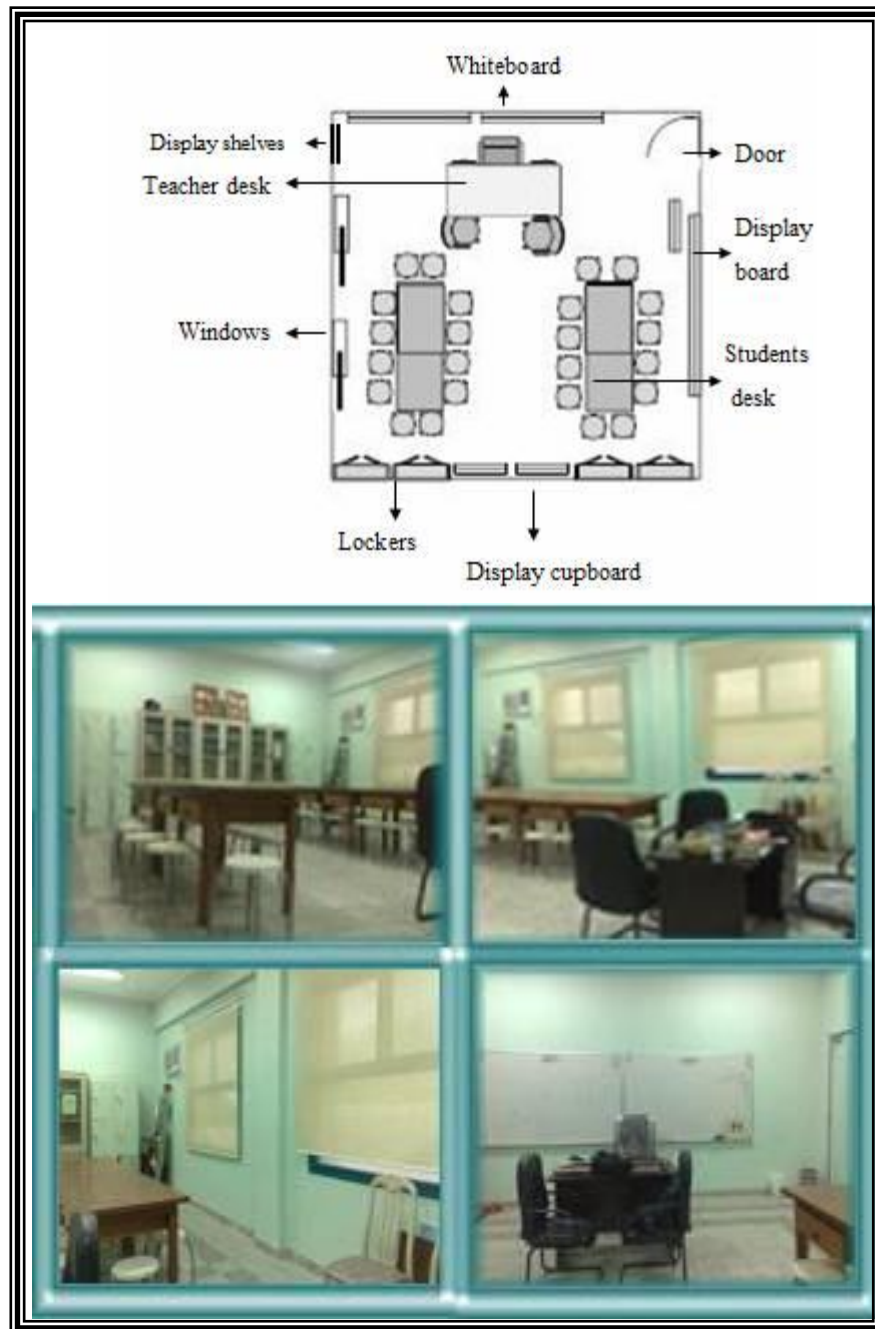 Whiteboard
Display shelves
Door
Teacher desk
Display
board
Windows
Students
desk
Lockers
Display cupboard